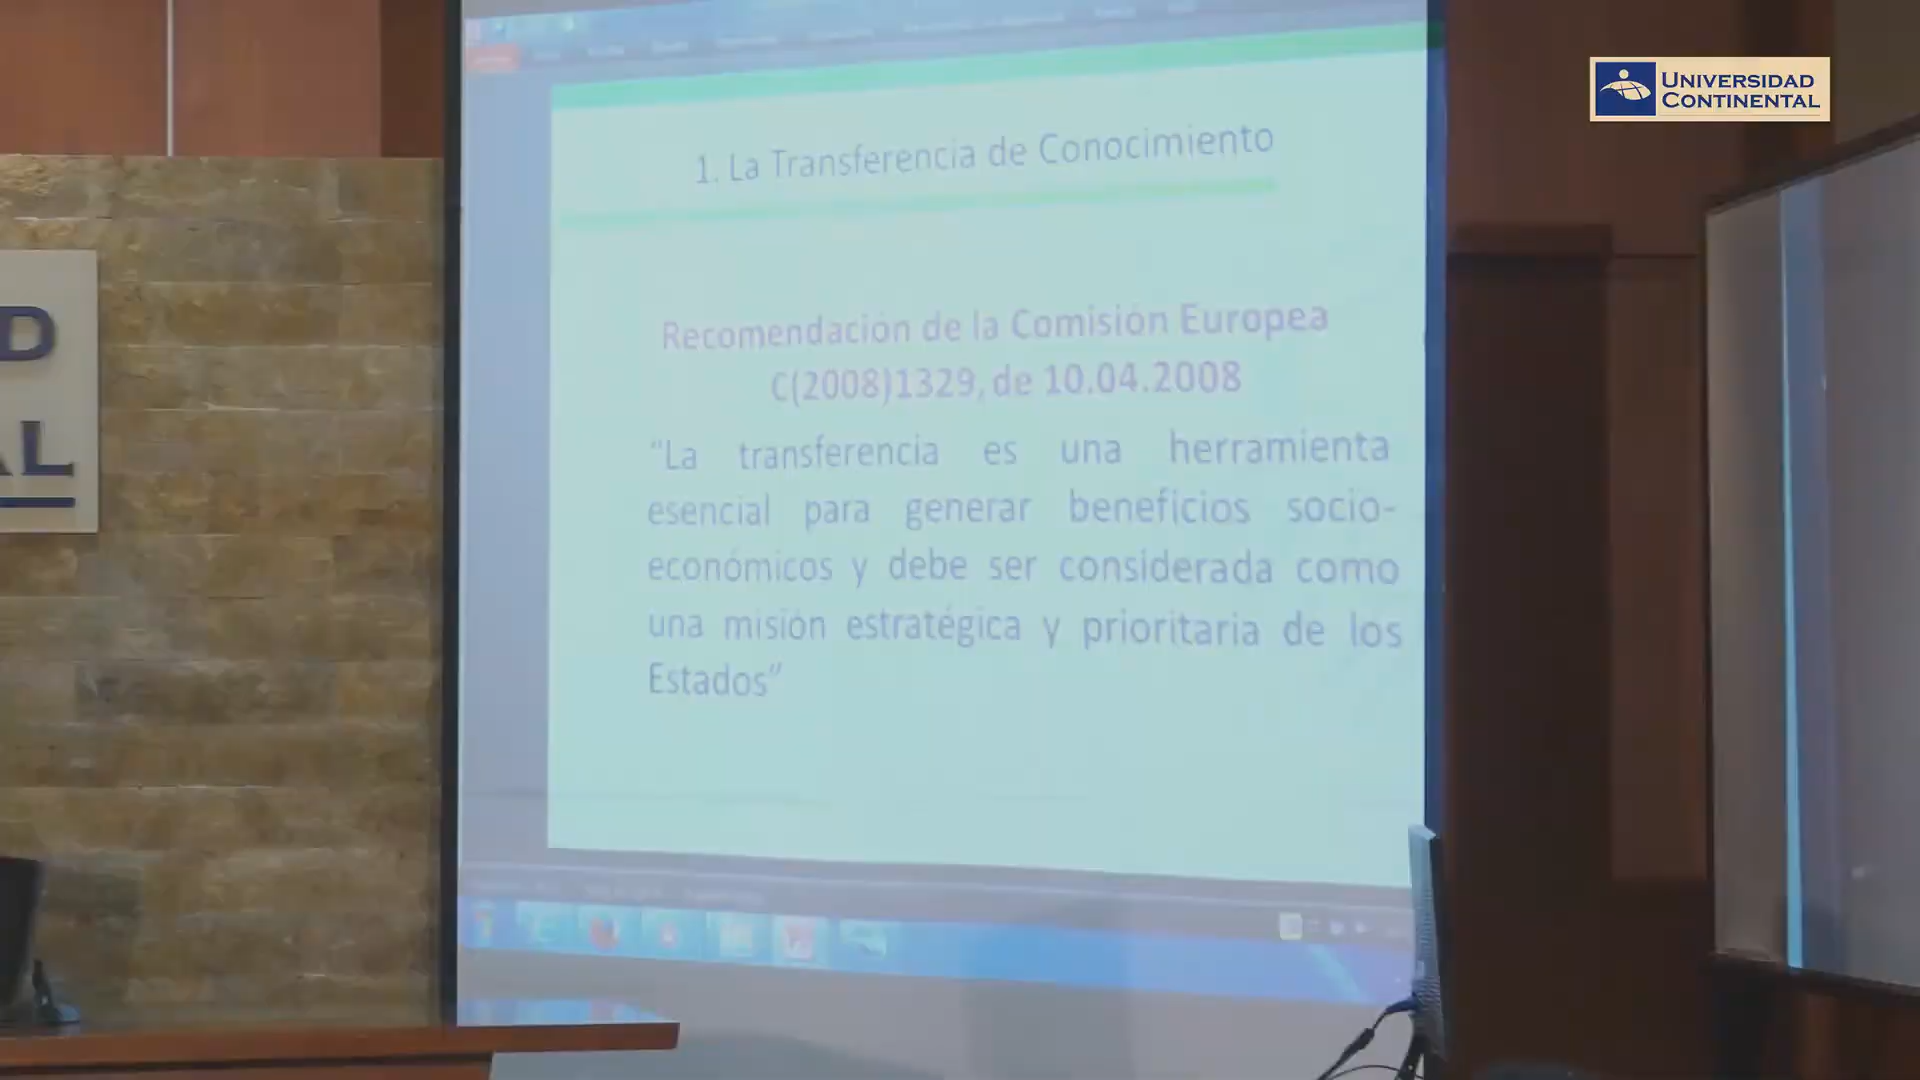 UNIVERSIDAD
CONTINENTAL
D
AL
1. La Transferencia de Conocimiento
Recomendación de la Comisión Europea
C(2008)1329, de 10.04.2008
“La transferencia es una herramienta
esencial para generar beneficios socio-
económicos y debe ser considerada como
una misión estratégica y prioritaria de los
Estados”